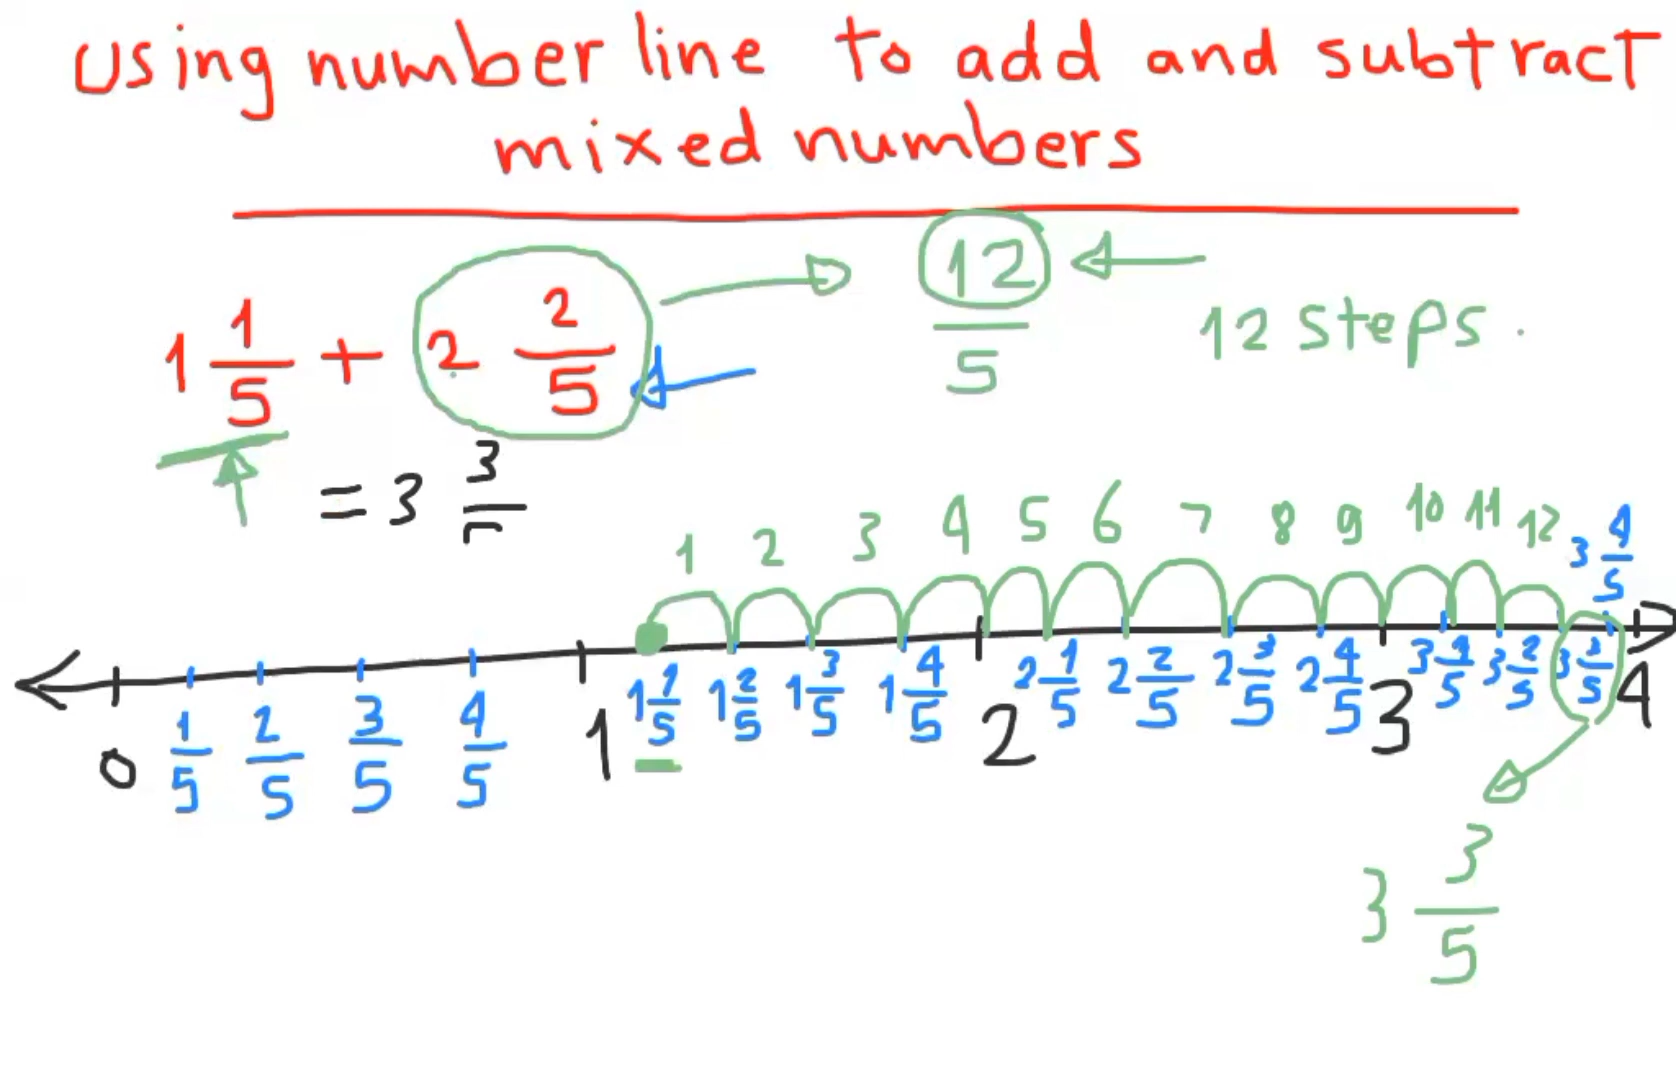 Using number line to add and subtract
mixed numbers
1 1/5 + 2 2/5
12/5
12 steps.
= 3 3/
1 2 3 4 5 6 7 8 9 10 11 12
3 4/5
0 1/5 2/5 3/5 4/5 1 1 1/5 1 2/5 1 3/5 1 4/5 2 2 1/5 2 2/5 2 3/5 2 4/5 3 3 1/5 3 2/5 3 3/5 4
3 3/5